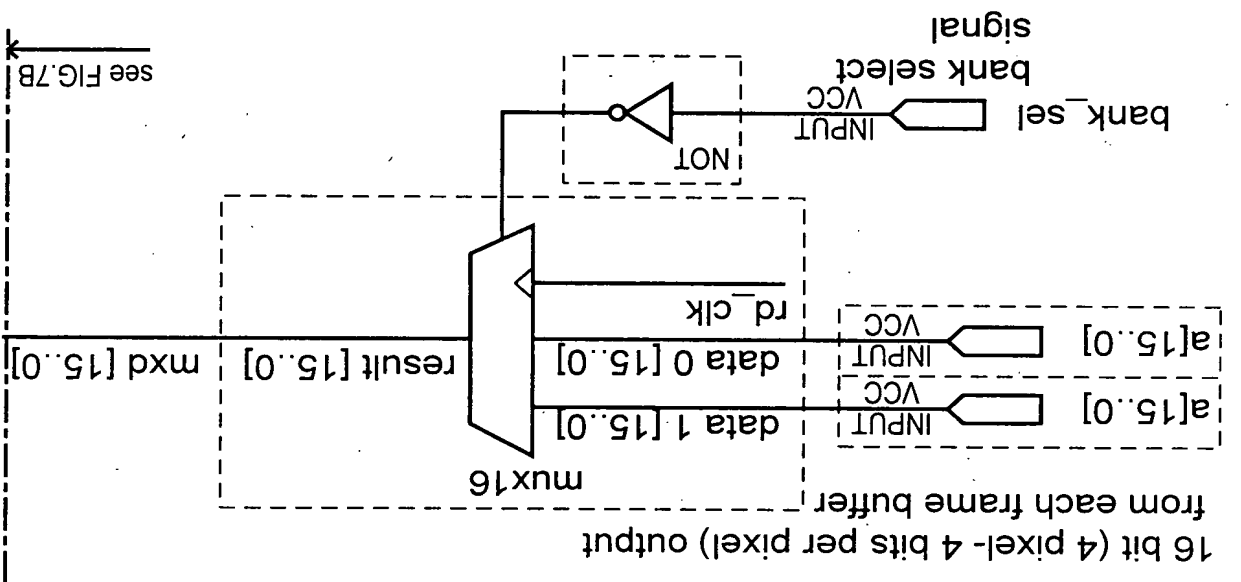 16 bit (4 pixel- 4 bits per pixel) output
from each frame buffer
mux16
a[15..0]
INPUT
VCC
data 1 [15..0]
a[15..0]
INPUT
VCC
data 0 [15..0]
result [15..0]
mxd [15..0]
rd_clk
NOT
bank_sel
INPUT
VCC
bank select
signal
see FIG.7B